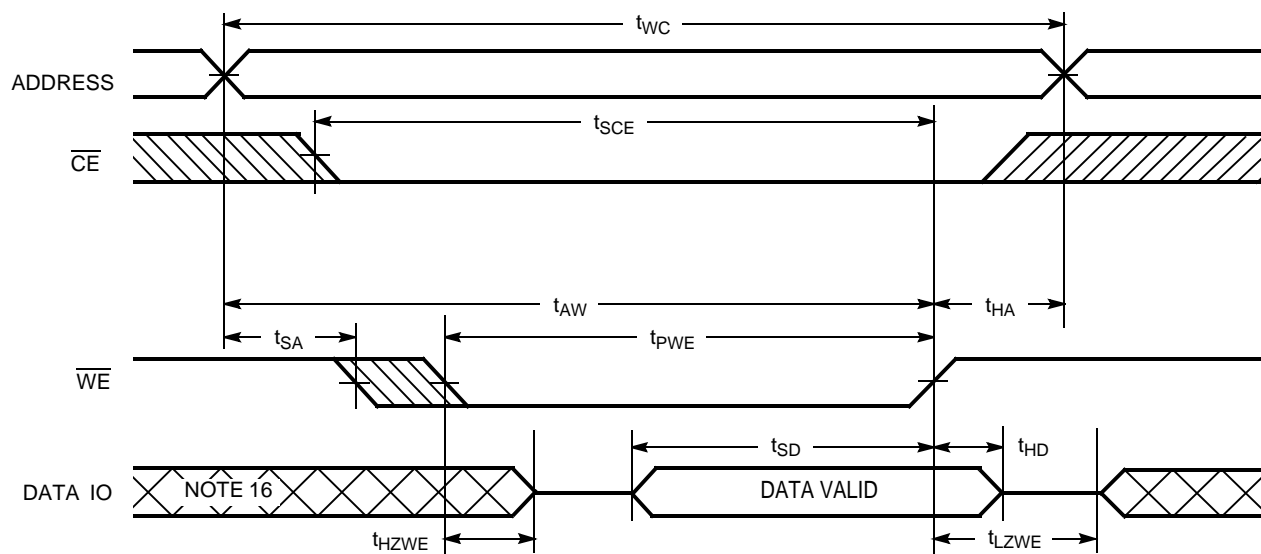 tWC
ADDRESS
tSCE
CE
tAW
tHA
tSA
tPWE
WE
tSD
tHD
DATA IO
NOTE 16
DATA VALID
tHZWE
tLZWE